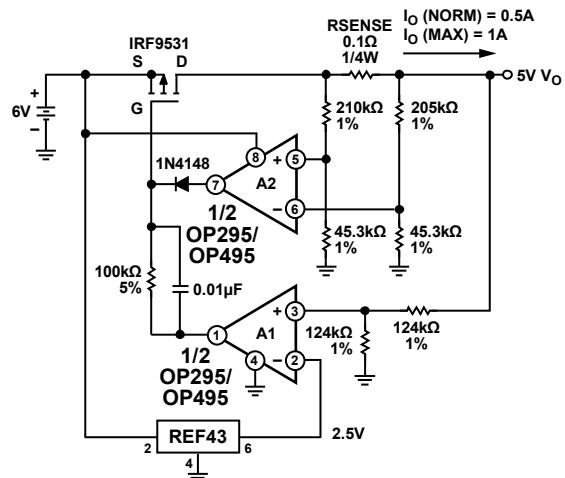 RSENSE
0.1Ω
1/4W
IO (NORM) = 0.5A
IO (MAX) = 1A
IRF9531
S
D
G
+
6V
−
5V VO
210kΩ
1%
205kΩ
1%
1N4148
8
+
5
7
A2
−
6
1/2
OP295/
OP495
45.3kΩ
1%
45.3kΩ
1%
100kΩ
5%
0.01µF
+
3
1
A1
4
−
2
124kΩ
1%
124kΩ
1%
1/2
OP295/
OP495
2
REF43
6
4
2.5V